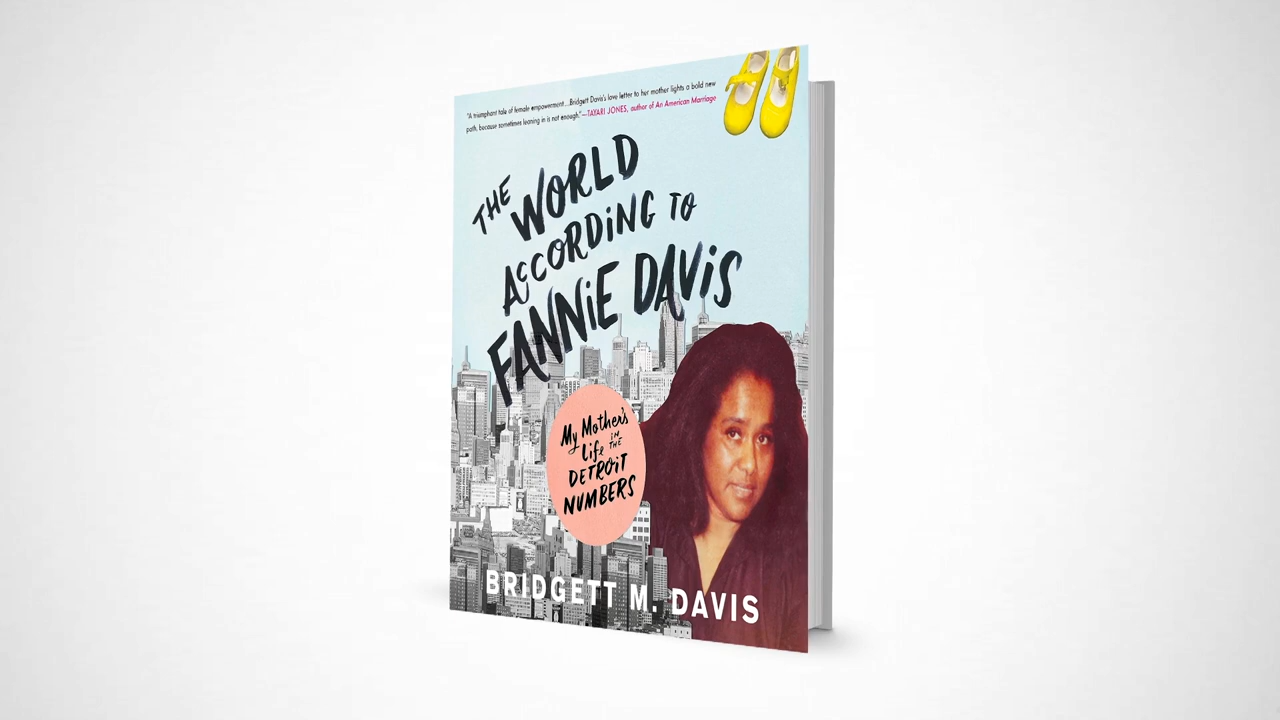 "A triumphant tale of female empowerment...Bridgett Davis's love letter to her mother lights a bold new
path, because sometimes leaning in is not enough."—TAYARI JONES, author of An American Marriage
THE WORLD
ACCORDING TO
FANNIE DAVIS
My Mother's
Life IN THE
DETROIT
NUMBERS
BRIDGETT M. DAVIS